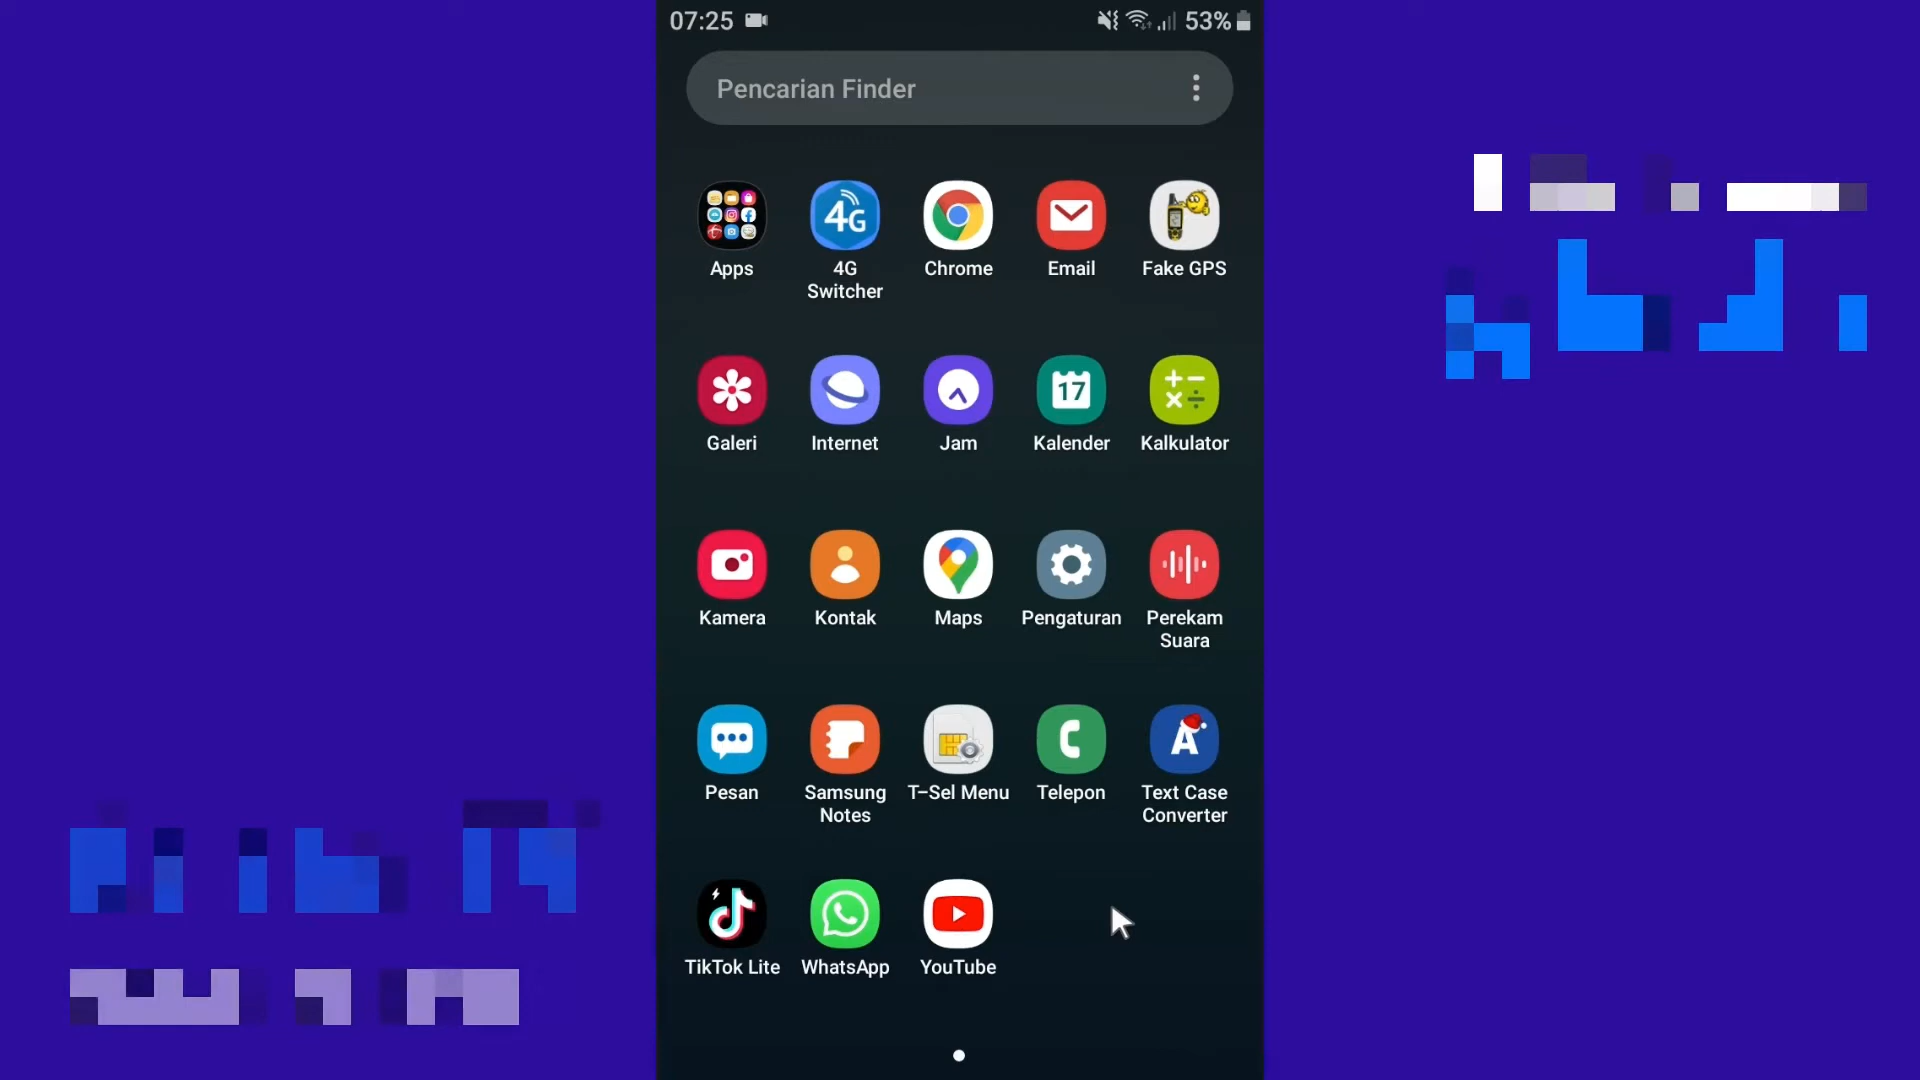 07:25 53%
Pencarian Finder
Apps
4G
Switcher
Chrome
Email
Fake GPS
Galeri
Internet
Jam
17
Kalender
Kalkulator
Kamera
Kontak
Maps
Pengaturan
Perekam
Suara
Pesan
Samsung
Notes
T-Sel Menu
Telepon
Text Case
Converter
TikTok Lite
WhatsApp
YouTube